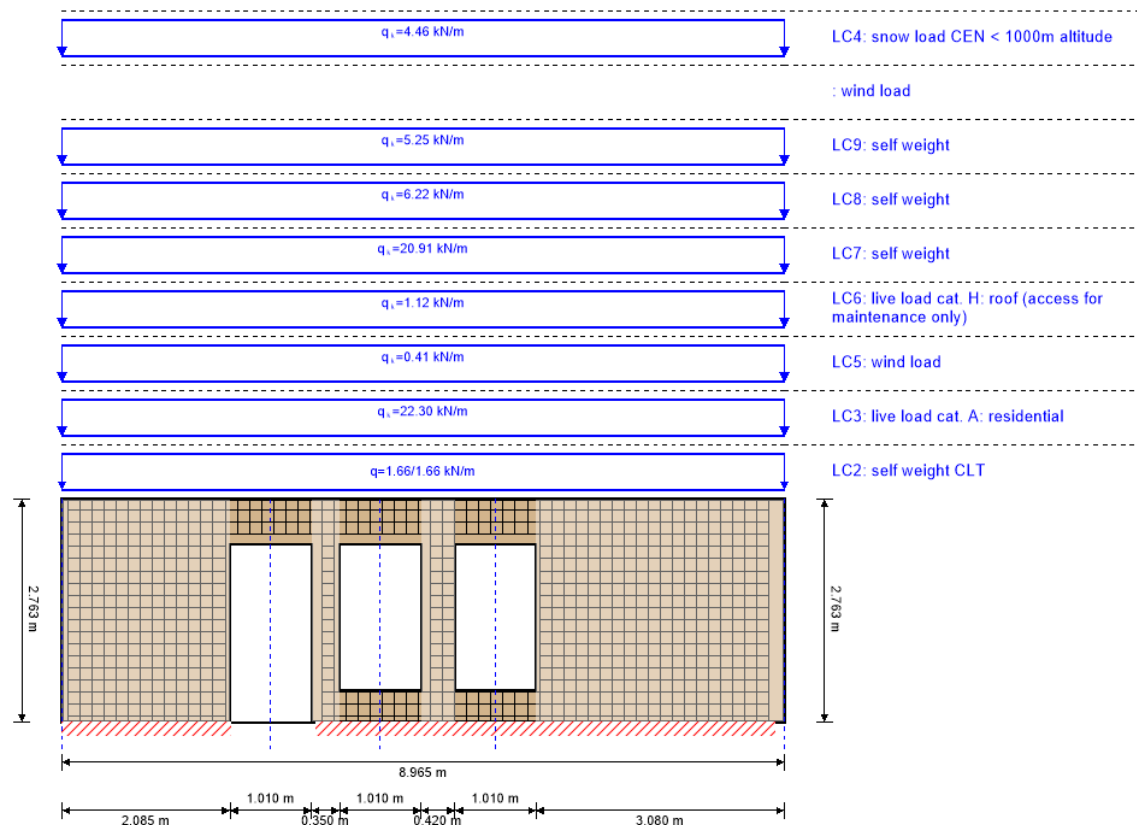 qk=4.46 kN/m
LC4: snow load CEN < 1000m altitude
: wind load
qk=5.25 kN/m
LC9: self weight
qk=6.22 kN/m
LC8: self weight
qk=20.91 kN/m
LC7: self weight
qk=1.12 kN/m
LC6: live load cat. H: roof (access for
maintenance only)
qk=0.41 kN/m
LC5: wind load
qk=22.30 kN/m
LC3: live load cat. A: residential
q=1.66/1.66 kN/m
LC2: self weight CLT
2.763 m
2.763 m
8.965 m
2.085 m
1.010 m
0.350 m
1.010 m
0.420 m
1.010 m
3.080 m